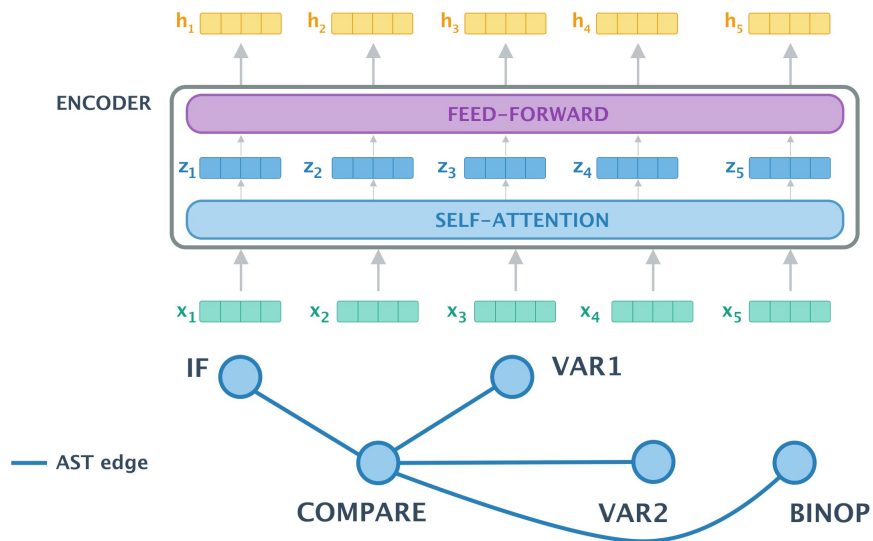 h1 h2 h3 h4 h5
ENCODER
FEED-FORWARD
z1 z2 z3 z4 z5
SELF-ATTENTION
x1 x2 x3 x4 x5
IF
VAR1
AST edge
COMPARE
VAR2
BINOP